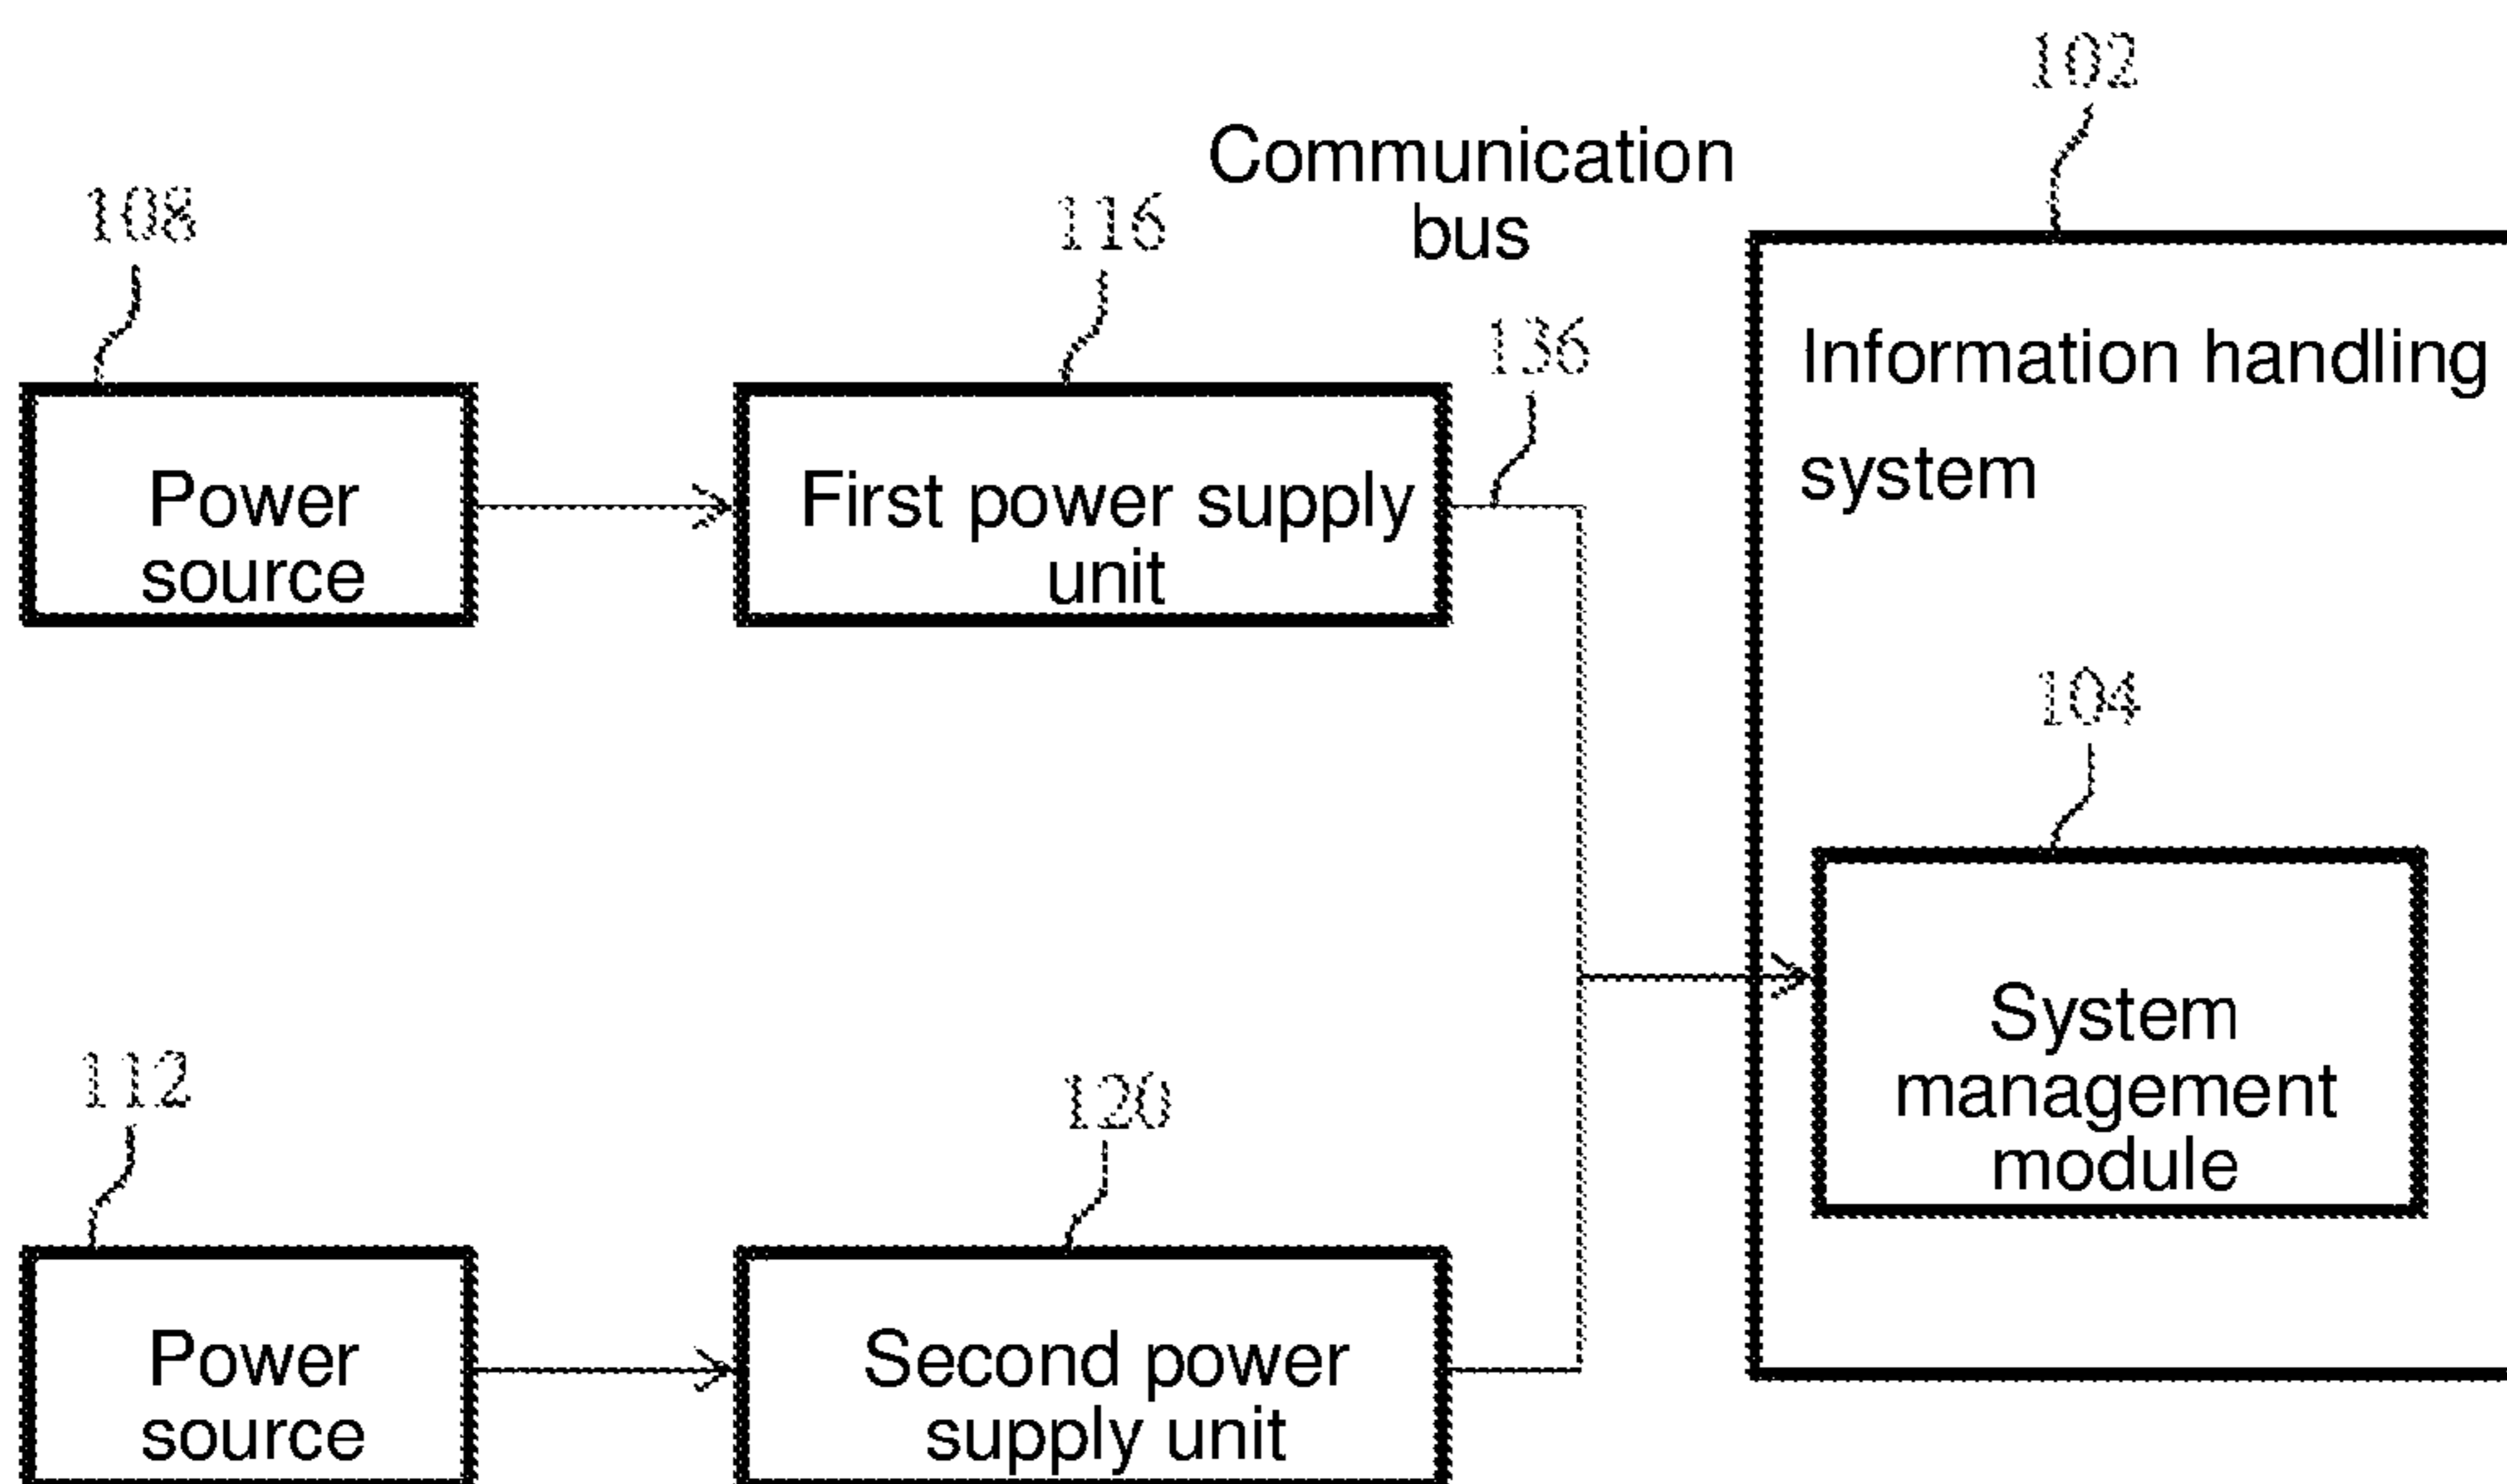 102
Communication
bus
108
116
136
Information handling
system
Power
source
First power supply
unit
104
System
management
module
112
120
Power
source
Second power
supply unit